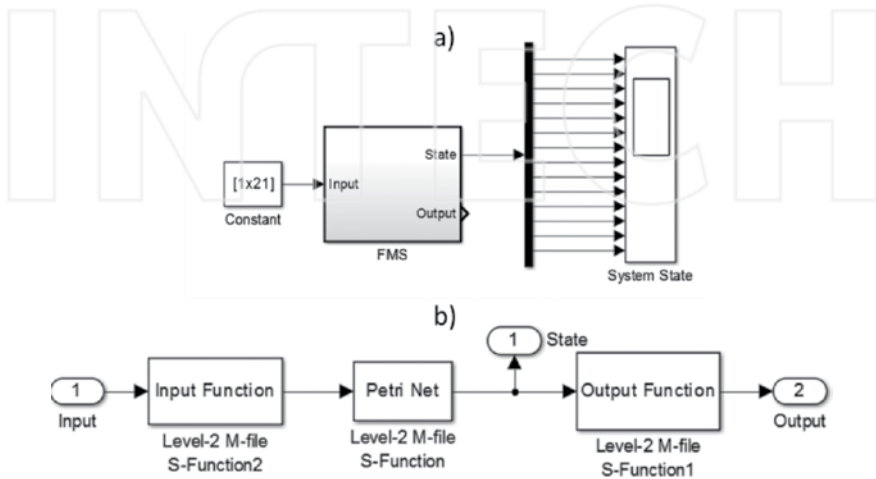 INTECH
a)
[1x21]
Constant
Input
State
Output
FMS
System State
b)
1
Input
Input Function
Level-2 M-file
S-Function2
Petri Net
Level-2 M-file
S-Function
1
State
Output Function
Level-2 M-file
S-Function1
2
Output